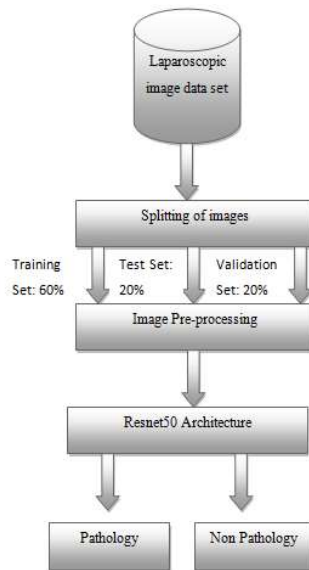 Laparoscopic
image data set
Splitting of images
Training
Set: 60%
Test Set:
20%
Validation
Set: 20%
Image Pre-processing
Resnet50 Architecture
Pathology
Non Pathology